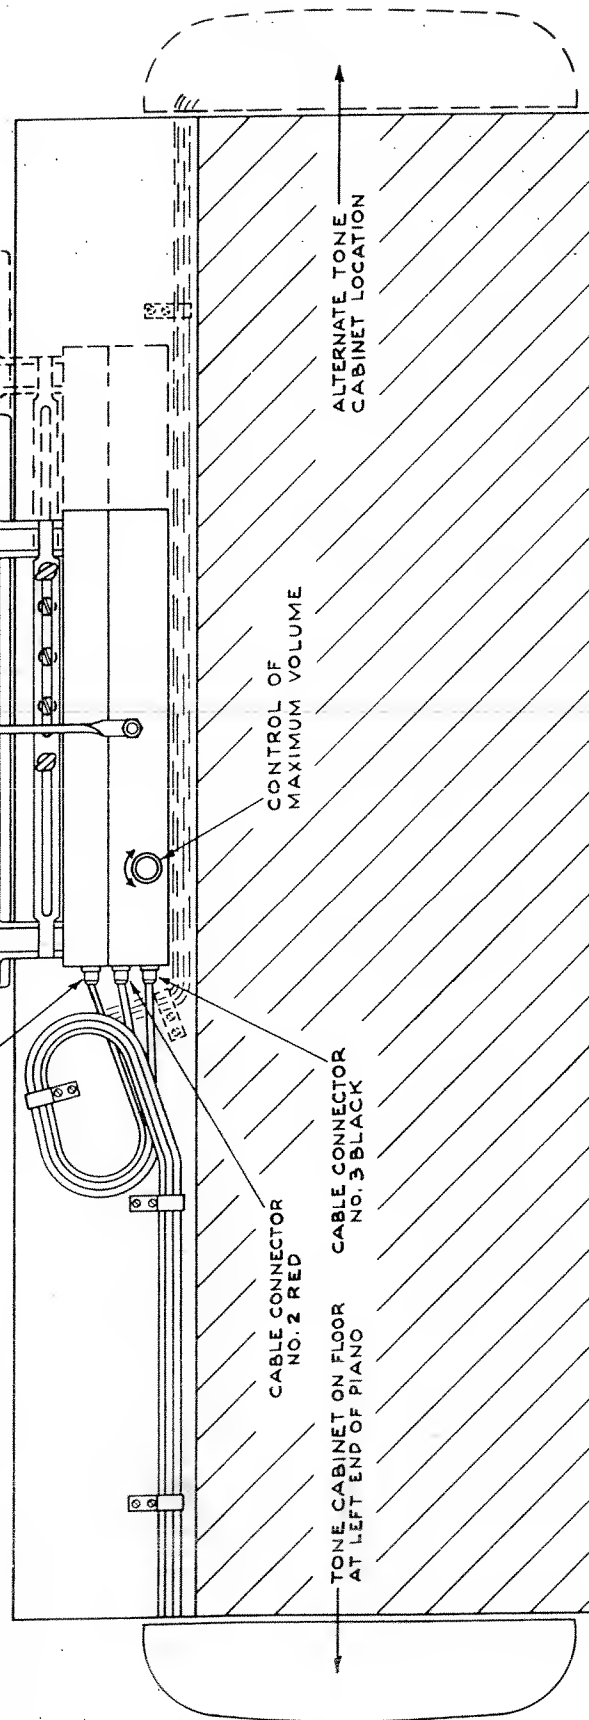 TONE CABINET ON FLOOR
AT LEFT END OF PIANO
CABLE CONNECTOR
NO. 2 RED
CABLE CONNECTOR
NO. 3 BLACK
CONTROL OF
MAXIMUM VOLUME
ALTERNATE TONE
CABINET LOCATION